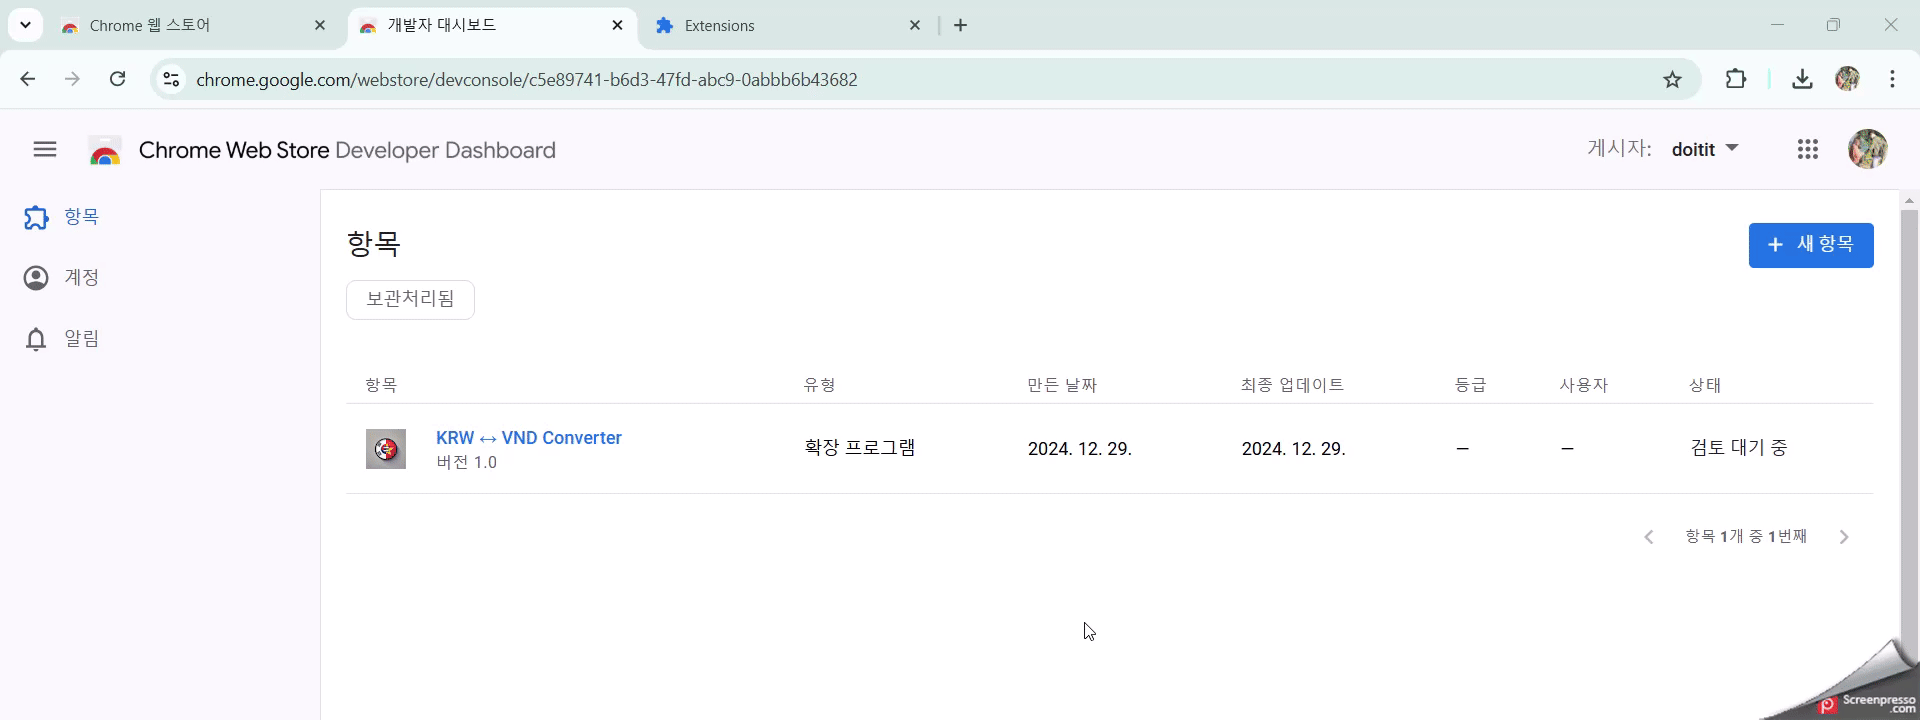 Chrome 웹 스토어
개발자 대시보드
Extensions
chrome.google.com/webstore/devconsole/c5e89741-b6d3-47fd-abc9-0abbb6b43682
Chrome Web Store Developer Dashboard
게시자: doitit
항목
계정
알림
항목
새 항목
보관처리됨
항목 유형 만든 날짜 최종 업데이트 등급 사용자 상태
KRW ↔ VND Converter
버전 1.0
확장 프로그램 2024. 12. 29. 2024. 12. 29. – – 검토 대기 중
항목 1개 중 1번째
Screenpresso
.com